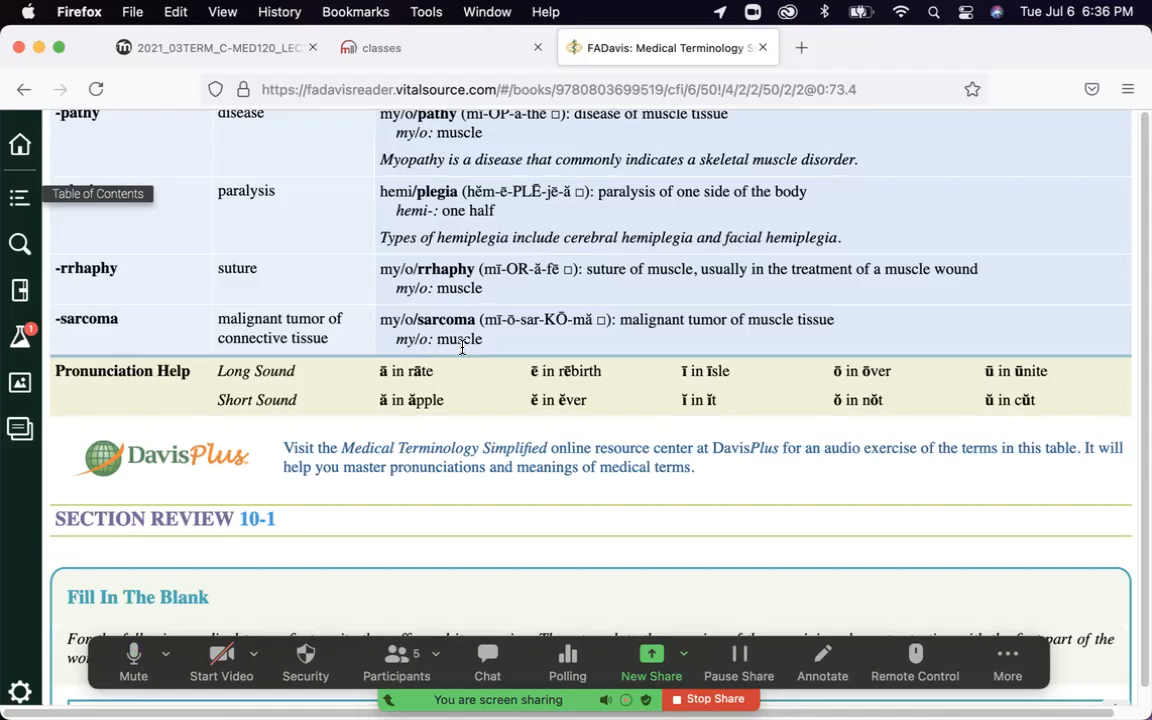 Firefox File Edit View History Bookmarks Tools Window Help Tue Jul 6 6:36 PM
2021_03TERM_C-MED120_LEC classes FADavis: Medical Terminology S
https://fadavisreader.vitalsource.com/#/books/9780803699519/cfi/6/50!/4/2/2/50/2/2@0:73.4
-pathy disease my/o/pathy (mī-OP-ă-thē □): disease of muscle tissue
my/o: muscle
Myopathy is a disease that commonly indicates a skeletal muscle disorder.
Table of Contents
paralysis hemi/plegia (hĕm-ē-PLĒ-jē-ă □): paralysis of one side of the body
hemi-: one half
Types of hemiplegia include cerebral hemiplegia and facial hemiplegia.
-rrhaphy suture my/o/rrhaphy (mī-OR-ă-fē □): suture of muscle, usually in the treatment of a muscle wound
my/o: muscle
1
-sarcoma malignant tumor of my/o/sarcoma (mī-ō-sar-KŌ-mă □): malignant tumor of muscle tissue
connective tissue my/o: muscle
Pronunciation Help Long Sound ā in rāte ē in rēbirth ī in īsle ō in ōver ū in ūnite
Short Sound ă in ăpple ĕ in ĕver ĭ in ĭt ŏ in nŏt ŭ in cŭt
DavisPlus Visit the Medical Terminology Simplified online resource center at DavisPlus for an audio exercise of the terms in this table. It will
help you master pronunciations and meanings of medical terms.
SECTION REVIEW 10-1
Fill In The Blank
part of the
5
Mute Start Video Security Participants Chat Polling New Share Pause Share Annotate Remote Control More
You are screen sharing Stop Share